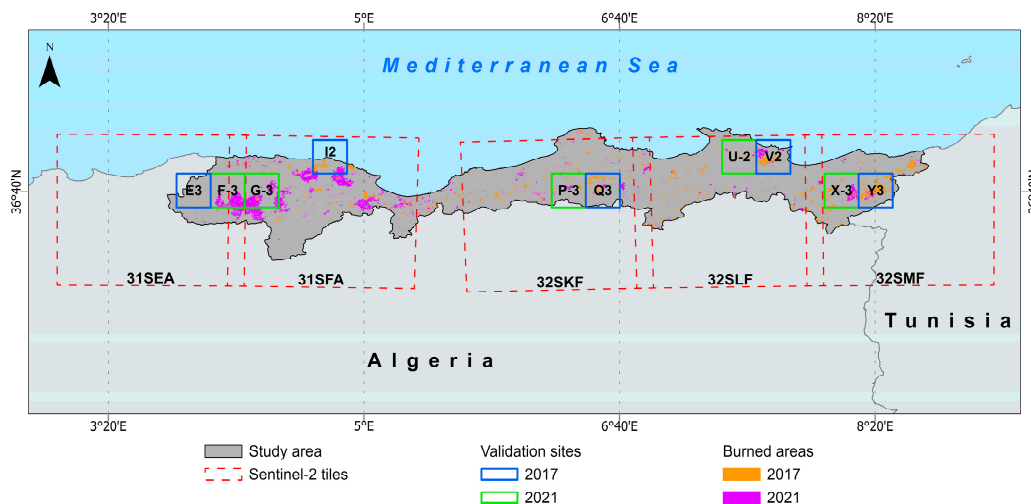 3°20'E 5°E 6°40'E 8°20'E
N
Mediterranean Sea
I2
U-2 V2
E3 F-3 G-3 P-3 Q3 X-3 Y3
36°40'N
31SEA 31SFA 32SKF 32SLF 32SMF
Tunisia
Algeria
3°20'E 5°E 6°40'E 8°20'E
Study area
Sentinel-2 tiles
Validation sites
2017
2021
Burned areas
2017
2021